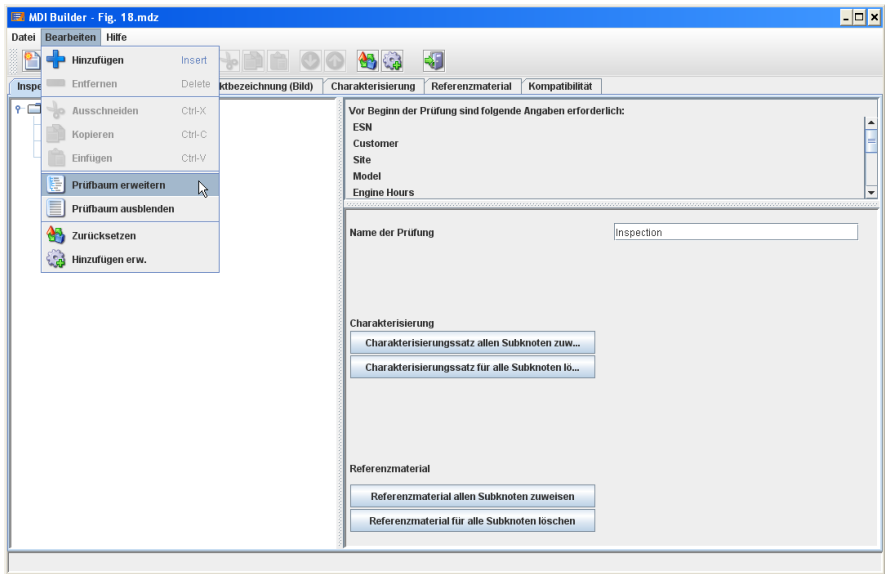 MDI Builder - Fig. 18.mdz
Datei Bearbeiten Hilfe
Hinzufügen Insert
Entfernen Delete
Ausschneiden Ctrl-X
Kopieren Ctrl-C
Einfügen Ctrl-V
Prüfbaum erweitern
Prüfbaum ausblenden
Zurücksetzen
Hinzufügen erw.
Inspe ktbezeichnung (Bild) Charakterisierung Referenzmaterial Kompatibilität
Vor Beginn der Prüfung sind folgende Angaben erforderlich:
ESN
Customer
Site
Model
Engine Hours
Name der Prüfung Inspection
Charakterisierung
Charakterisierungssatz allen Subknoten zuw...
Charakterisierungssatz für alle Subknoten lö...
Referenzmaterial
Referenzmaterial allen Subknoten zuweisen
Referenzmaterial für alle Subknoten löschen